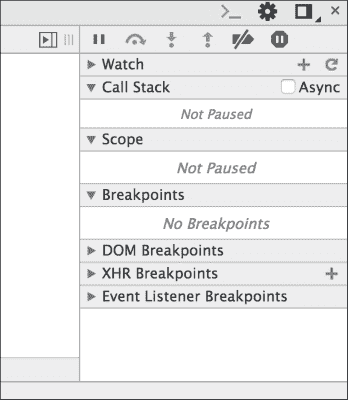 Watch
Call Stack Async
Not Paused
Scope
Not Paused
Breakpoints
No Breakpoints
DOM Breakpoints
XHR Breakpoints
Event Listener Breakpoints